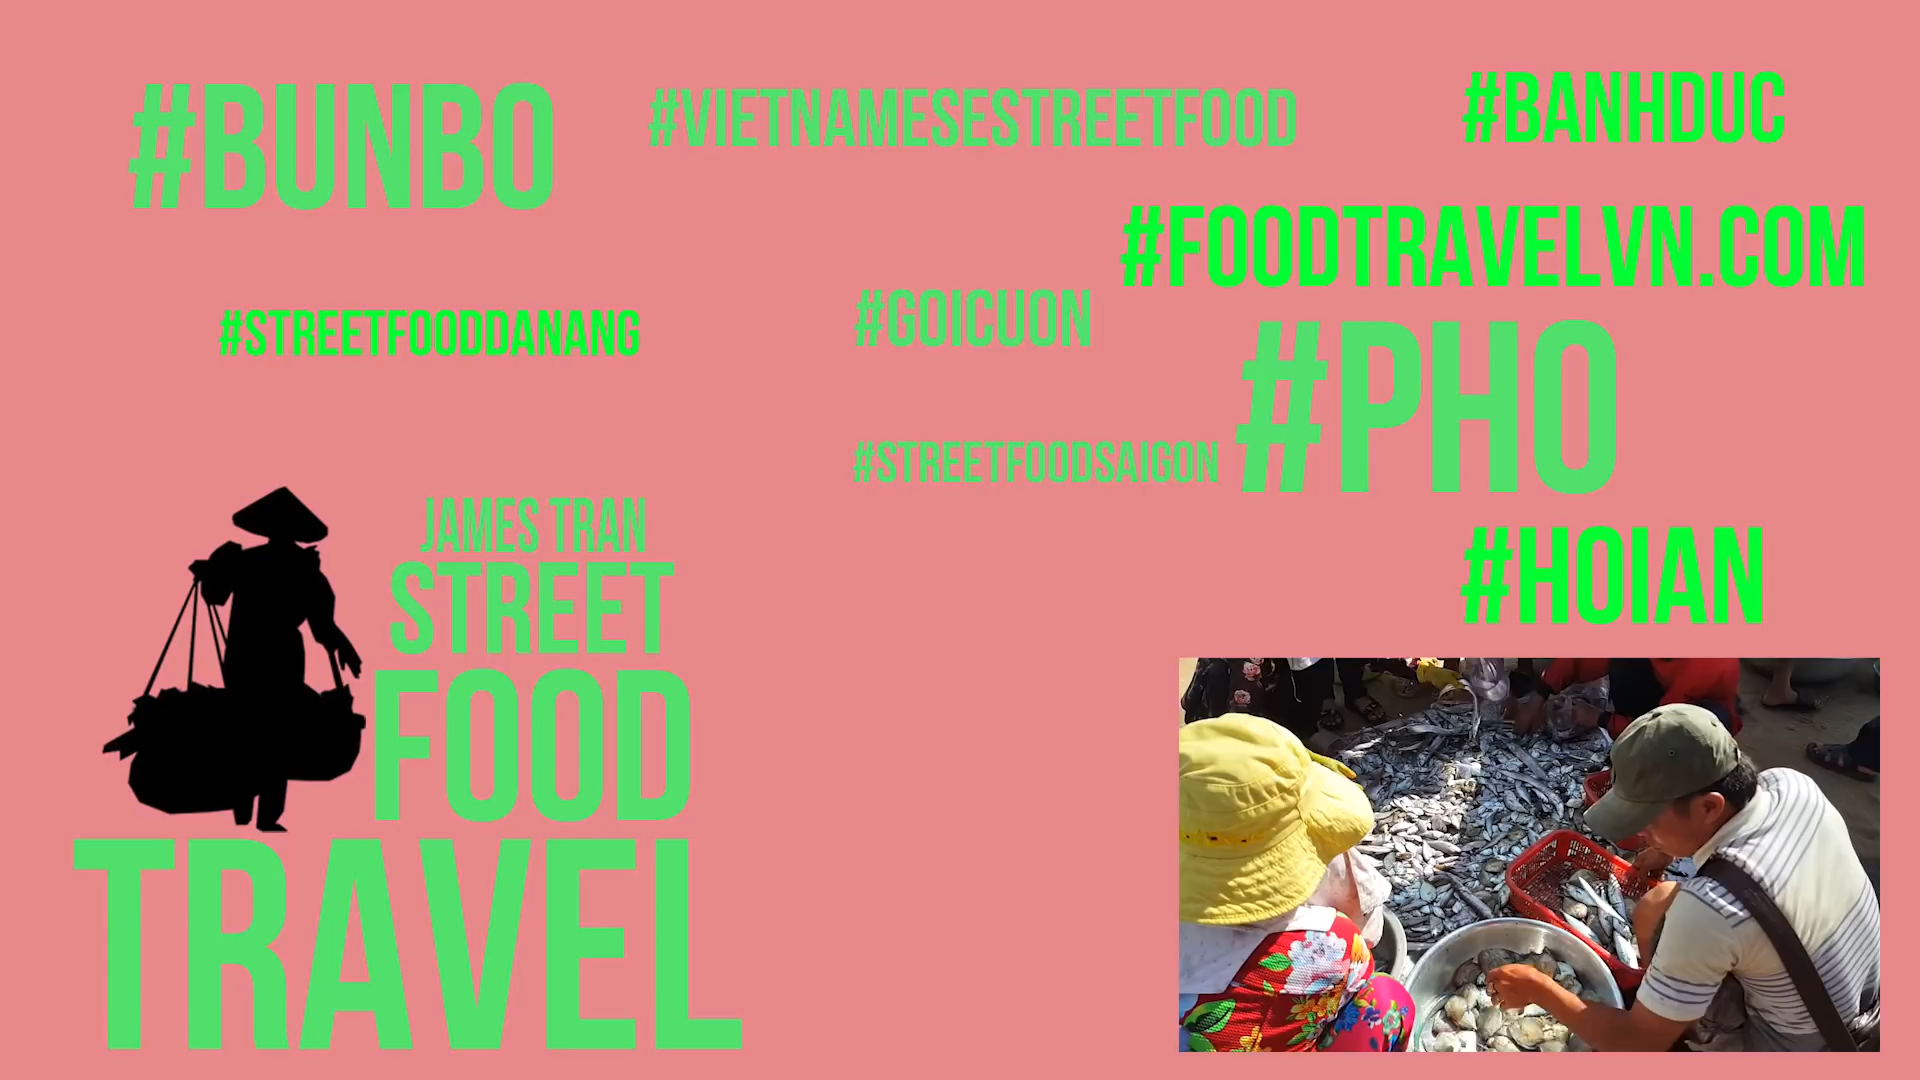 #BUNBO
#VIETNAMESESTREETFOOD
#BANHDUC
#FOODTRAVELVN.COM
#STREETFOODDANANG
#GOICUON
#PHO
#STREETFOODSAIGON
#HOIAN
JAMES TRAN
STREET
FOOD
TRAVEL